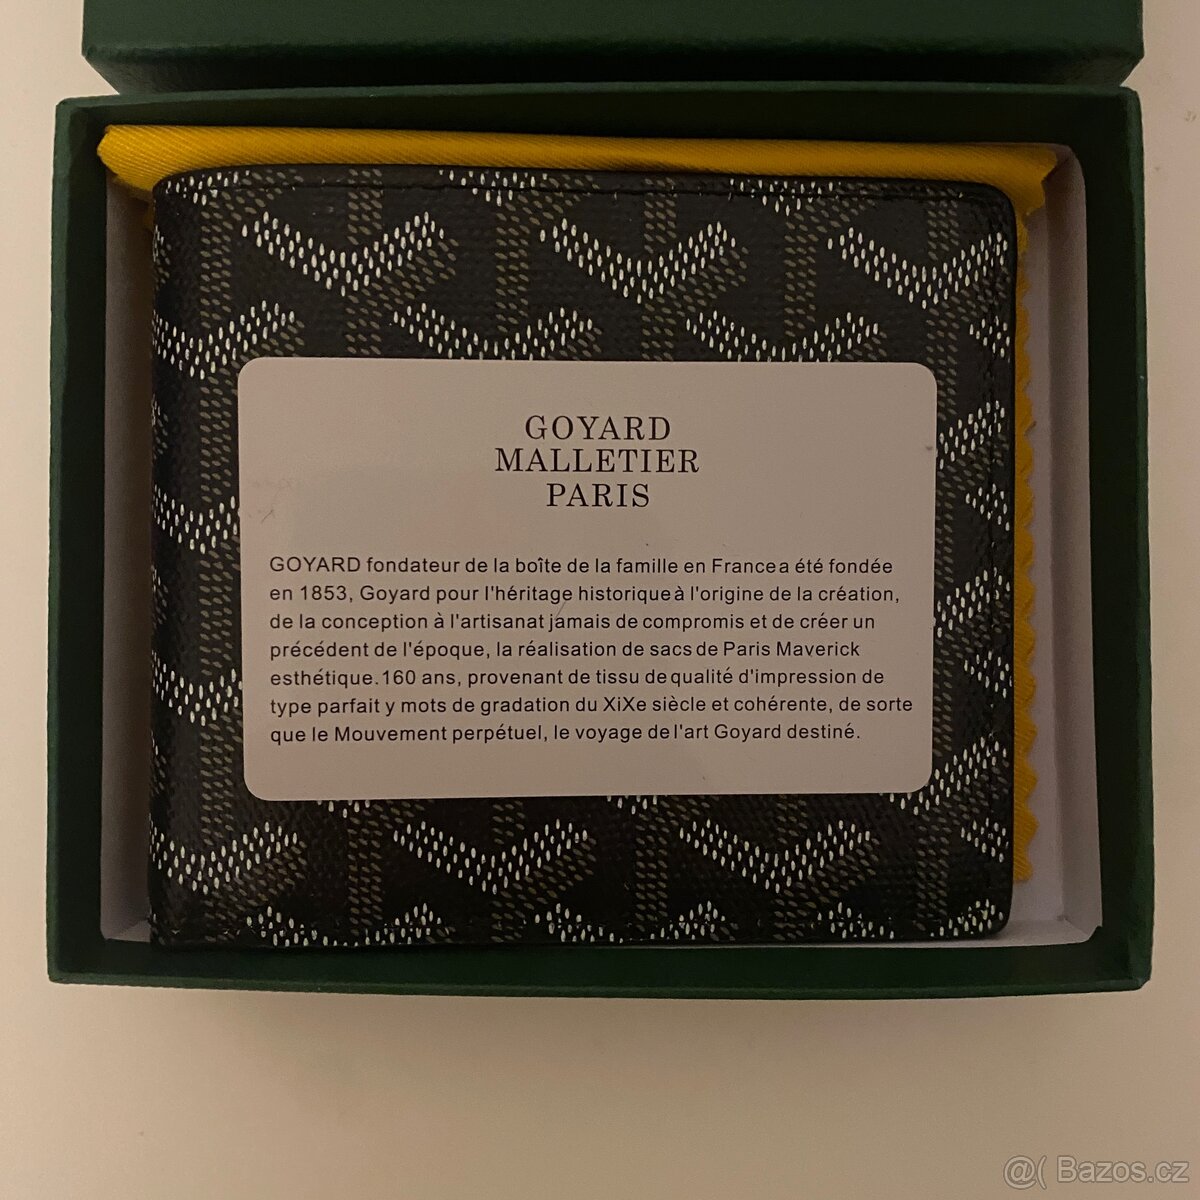 GOYARD
MALLETIER
PARIS
GOYARD fondateur de la boîte de la famille en Francea été fondée
en 1853, Goyard pour l'héritage historique à l'origine de la création,
de la conception à l'artisanat jamais de compromis et de créer un
précédent de l'époque, la réalisation de sacs de Paris Maverick
esthétique.160 ans, provenant de tissu de qualité d'impression de
type parfait y mots de gradation du XiXe siècle et cohérente, de sorte
que le Mouvement perpétuel, le voyage de l'art Goyard destiné.
@( Bazos.cz